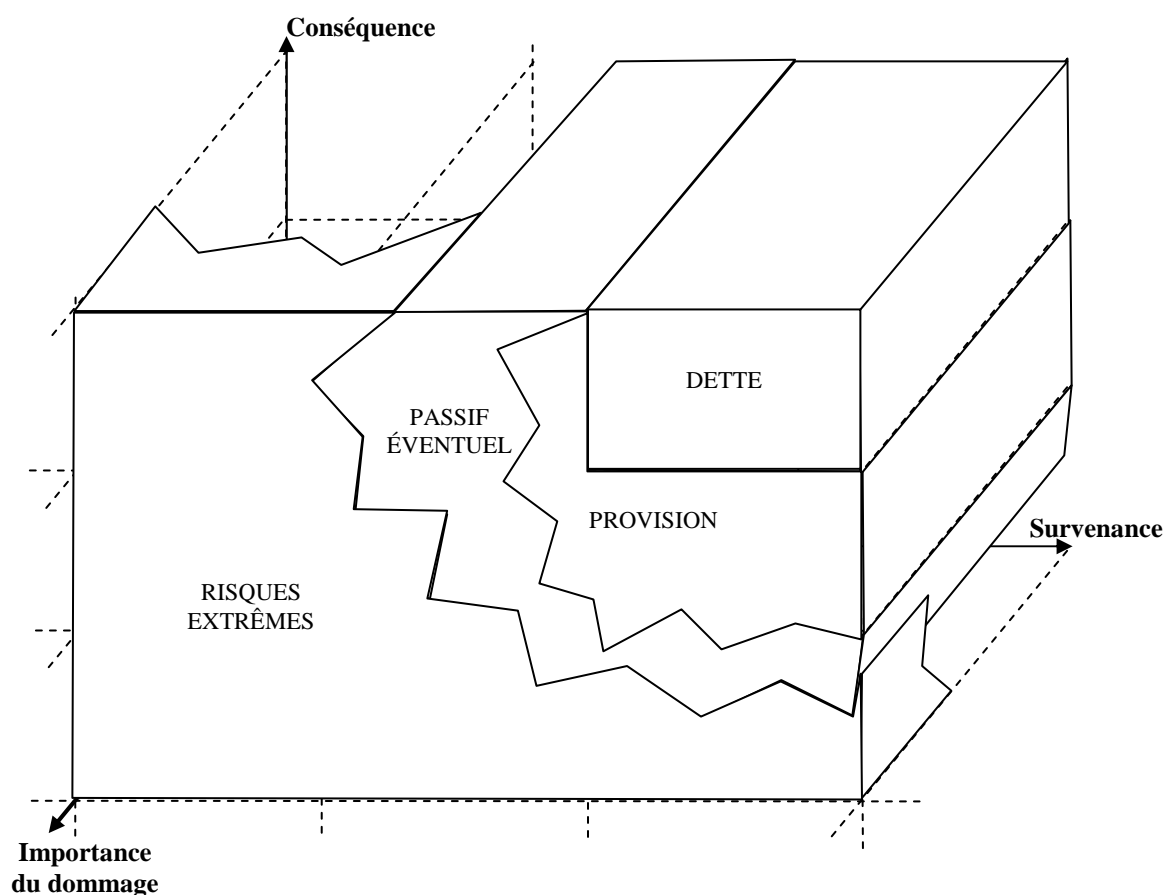 Conséquence
DETTE
PASSIF
ÉVENTUEL
PROVISION
Survenance
RISQUES
EXTRÊMES
Importance
du dommage